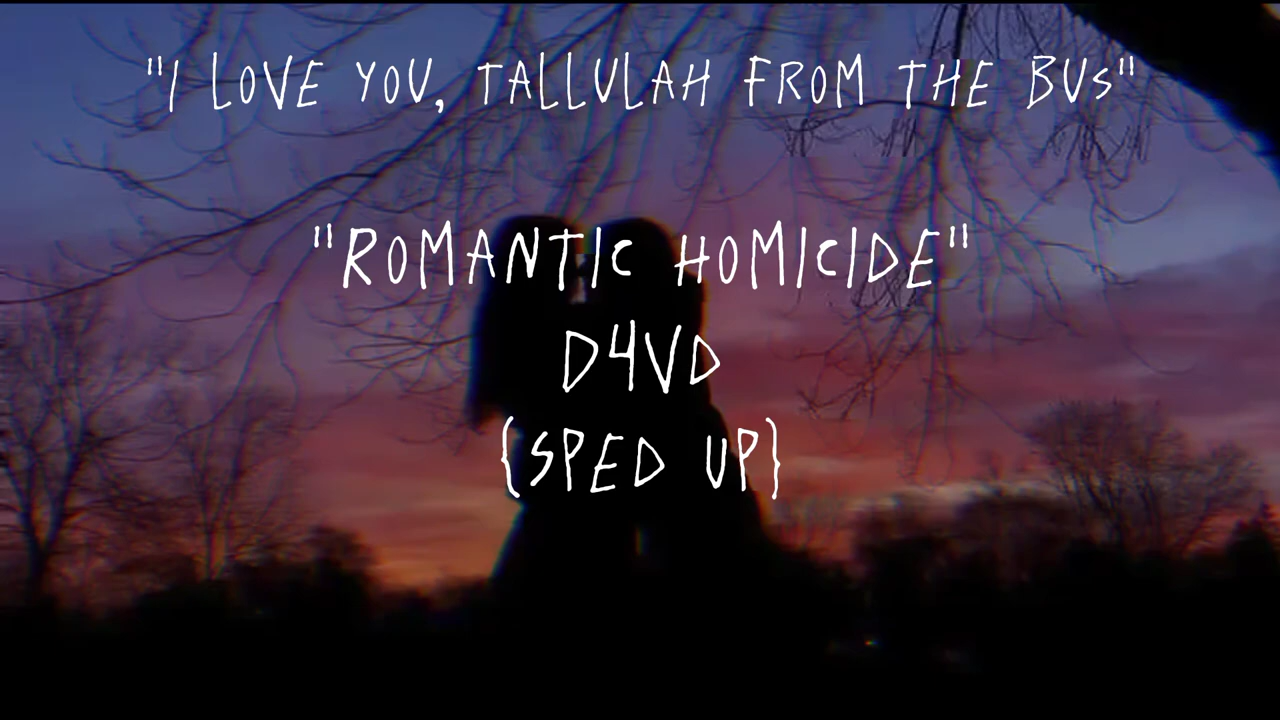 "I LOVE YOU, TALLULAH FROM THE BUS"
"ROMANTIC HOMICIDE"
D4VD
{SPED UP}